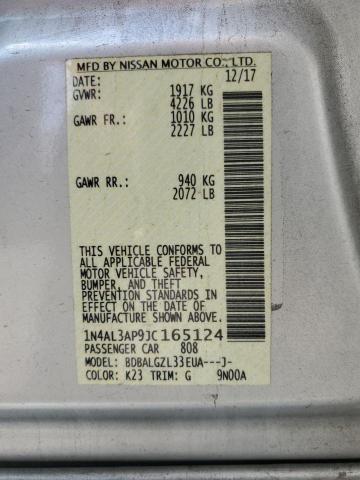 MFD BY NISSAN MOTOR CO., LTD.
DATE: 12/17
GVWR: 1917 KG
4226 LB
GAWR FR.: 1010 KG
2227 LB
GAWR RR.: 940 KG
2072 LB
THIS VEHICLE CONFORMS TO
ALL APPLICABLE FEDERAL
MOTOR VEHICLE SAFETY,
BUMPER, AND THEFT
PREVENTION STANDARDS
IN EFFECT ON THE DATE OF
MANUFACTURE SHOWN ABOVE.
1N4AL3AP9JC165124
PASSENGER CAR 808
MODEL: BDBALGZL33EUA---J-
COLOR: K23 TRIM: G 9N00A